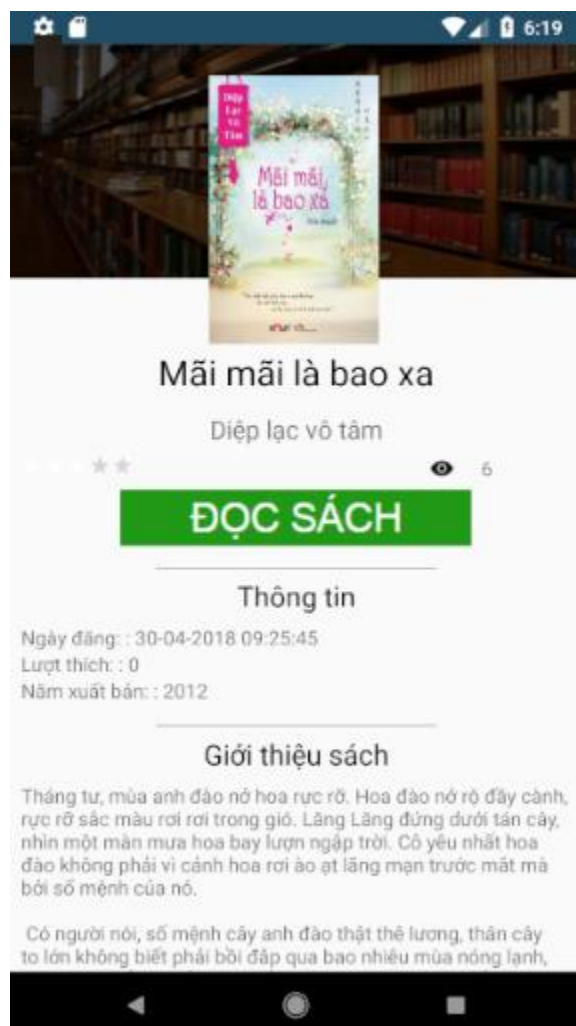 6:19
Diệp
Lạc
Vô
Tâm
Mãi mãi
là bao xa
Mãi mãi là bao xa
Diệp lạc vô tâm
6
ĐỌC SÁCH
Thông tin
Ngày đăng: : 30-04-2018 09:25:45
Lượt thích: : 0
Năm xuất bản: : 2012
Giới thiệu sách
Tháng tư, mùa anh đào nở hoa rực rỡ. Hoa đào nở rộ đầy cành,
rực rỡ sắc màu rơi rơi trong gió. Lăng Lăng đứng dưới tán cây,
nhìn một màn mưa hoa bay lượn ngập trời. Cô yêu nhất hoa
đào không phải vì cánh hoa rơi ào ạt lãng mạn trước mắt mà
bởi số mệnh của nó.
Có người nói, số mệnh cây anh đào thật thê lương, thân cây
to lớn không biết phải bồi đắp qua bao nhiêu mùa nóng lạnh,